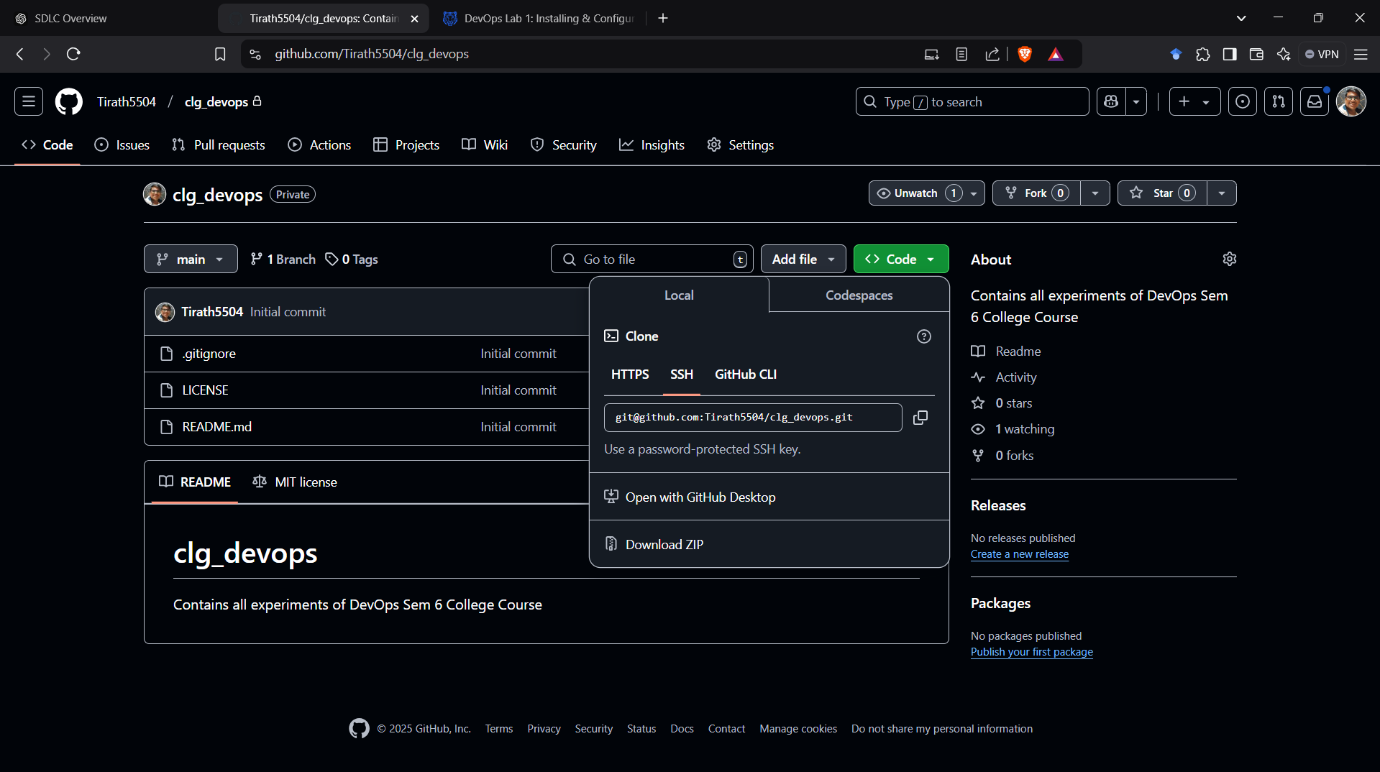 SDLC Overview
Tirath5504/clg_devops: Contain
DevOps Lab 1: Installing & Configur
github.com/Tirath5504/clg_devops
VPN
Tirath5504 / clg_devops
Type / to search
Code Issues Pull requests Actions Projects Wiki Security Insights Settings
clg_devops Private
Unwatch 1 Fork 0 Star 0
main 1 Branch 0 Tags
Go to file t Add file Code
Tirath5504 Initial commit
.gitignore Initial commit
LICENSE Initial commit
README.md Initial commit
Local Codespaces
Clone
HTTPS SSH GitHub CLI
git@github.com:Tirath5504/clg_devops.git
Use a password-protected SSH key.
Open with GitHub Desktop
Download ZIP
README MIT license
clg_devops
Contains all experiments of DevOps Sem 6 College Course
About
Contains all experiments of DevOps Sem
6 College Course
Readme
Activity
0 stars
1 watching
0 forks
Releases
No releases published
Create a new release
Packages
No packages published
Publish your first package
© 2025 GitHub, Inc. Terms Privacy Security Status Docs Contact Manage cookies Do not share my personal information